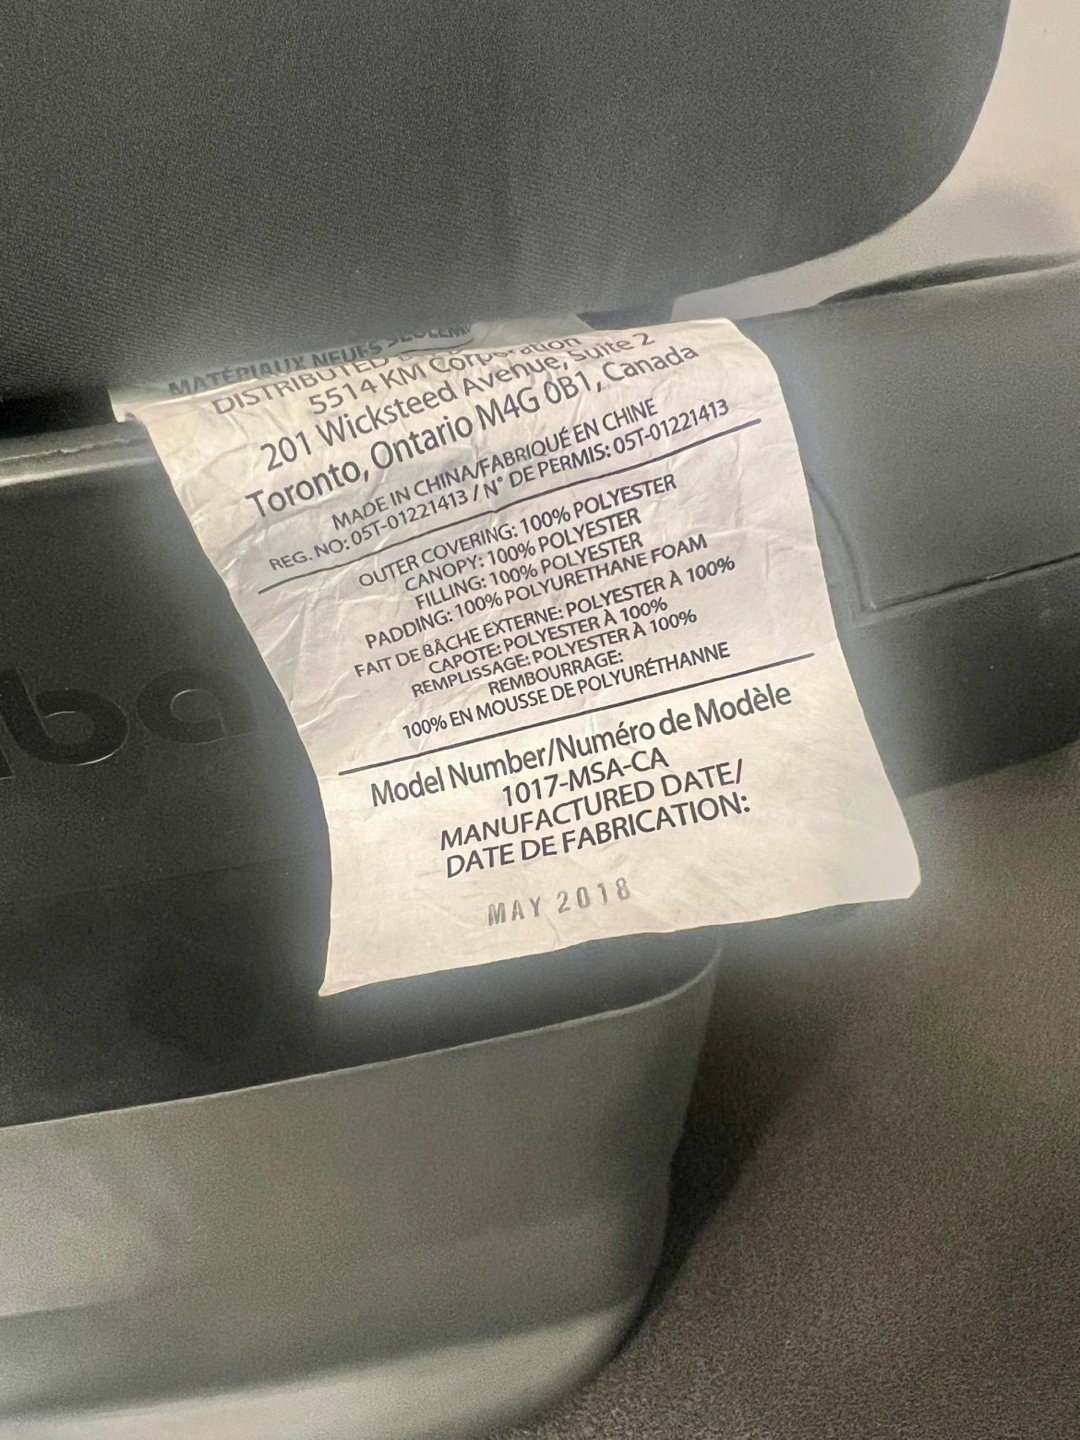 MATÉRIAUX NEUFS SEULEMENT
DISTRIBUTED
5514 KM Corporation
201 Wicksteed Avenue, Suite 2
Toronto, Ontario M4G 0B1, Canada
MADE IN CHINA/FABRIQUÉ EN CHINE
REG. NO: 05T-01221413 / N° DE PERMIS: 05T-01221413
OUTER COVERING: 100% POLYESTER
CANOPY: 100% POLYESTER
FILLING: 100% POLYESTER
PADDING: 100% POLYURETHANE FOAM
FAIT DE BÂCHE EXTERNE: POLYESTER À 100%
CAPOTE: POLYESTER À 100%
REMPLISSAGE: POLYESTER À 100%
REMBOURRAGE:
100% EN MOUSSE DE POLYURÉTHANNE
Model Number/Numéro de Modèle
1017-MSA-CA
MANUFACTURED DATE/
DATE DE FABRICATION:
MAY 2018